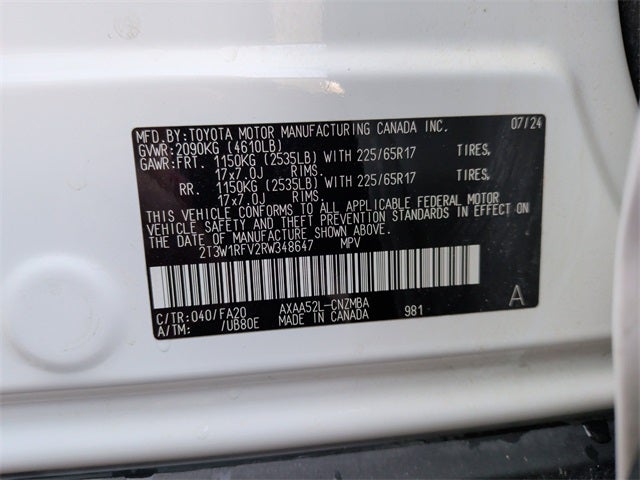 MFD.BY:TOYOTA MOTOR MANUFACTURING CANADA INC. 07/24
GVWR:2090KG (4610LB)
GAWR:FRT. 1150KG (2535LB) WITH 225/65R17 TIRES,
17x7.0J RIMS.
RR. 1150KG (2535LB) WITH 225/65R17 TIRES,
17x7.0J RIMS.
THIS VEHICLE CONFORMS TO ALL APPLICABLE FEDERAL MOTOR
VEHICLE SAFETY AND THEFT PREVENTION STANDARDS IN EFFECT ON
THE DATE OF MANUFACTURE SHOWN ABOVE.
2T3W1RFV2RW348647 MPV
C/TR:040/FA20 AXAA52L-CNZMBA A
A/TM: /UB80E MADE IN CANADA 981